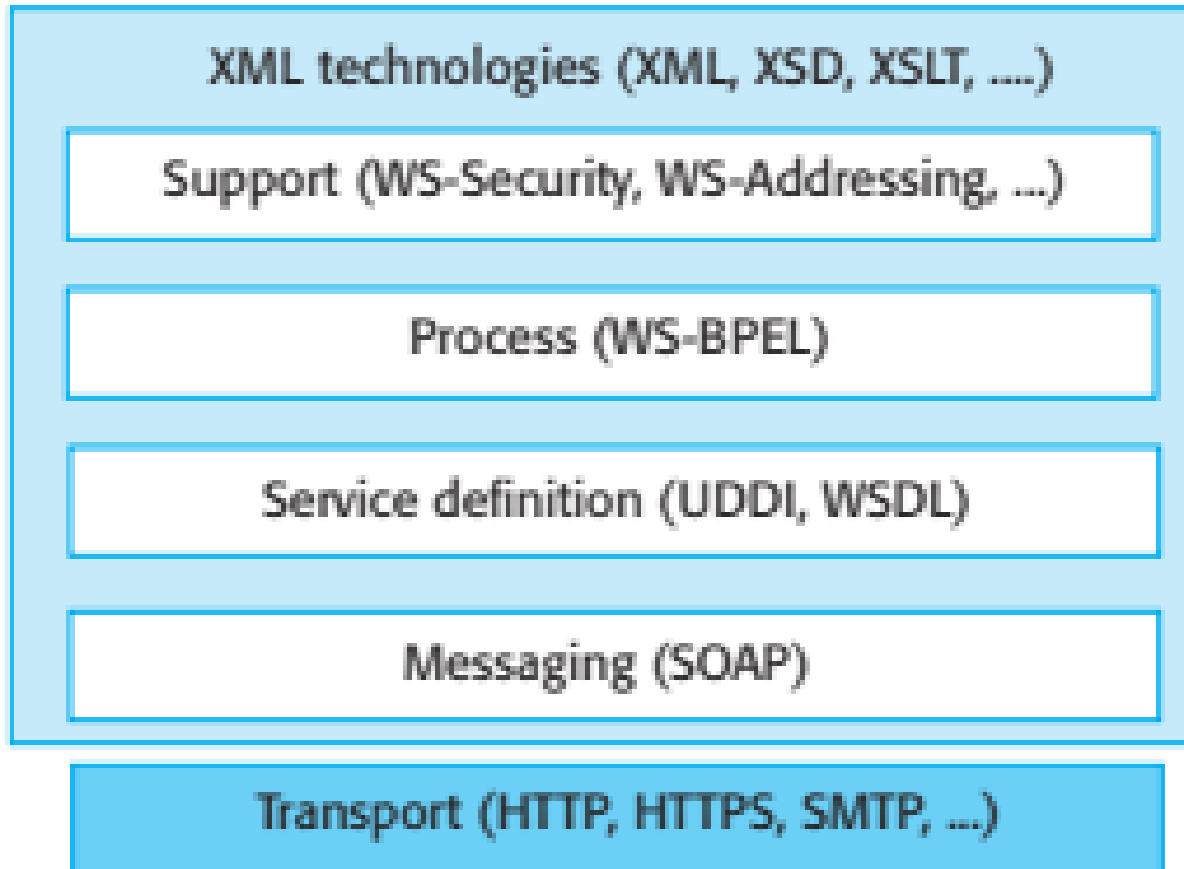 XML technologies (XML, XSD, XSLT, ....)
Support (WS-Security, WS-Addressing, ...)
Process (WS-BPEL)
Service definition (UDDI, WSDL)
Messaging (SOAP)
Transport (HTTP, HTTPS, SMTP, ...)